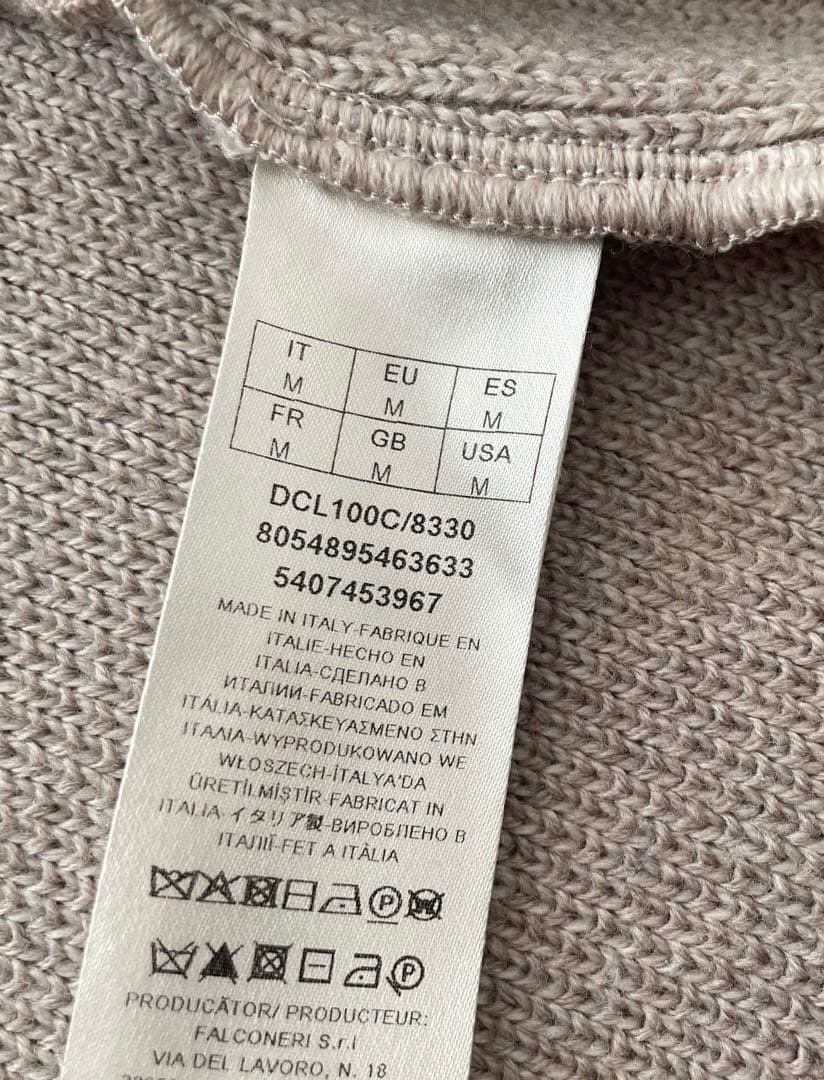 IT EU ES
M M M
FR GB USA
M M M
DCL100C/8330
8054895463633
5407453967
MADE IN ITALY-FABRIQUE EN
ITALIE-HECHO EN
ITALIA-СДЕЛАНО В
ИТАЛИИ-FABRICADO EM
ITÁLIA-ΚΑΤΑΣΚΕΥΑΣΜΕΝΟ ΣΤΗΝ
ΙΤΑΛΙΑ-WYPRODUKOWANO WE
WŁOSZECH-İTALYA'DA
ÜRETİLMİŞTİR-FABRICAT IN
ITALIA-イタリア製-ВИРОБЛЕНО В
ІТАЛІЇ-FET A ITÀLIA
P W
P
PRODUCĂTOR/ PRODUCTEUR:
FALCONERI S.r.l
VIA DEL LAVORO, N. 18